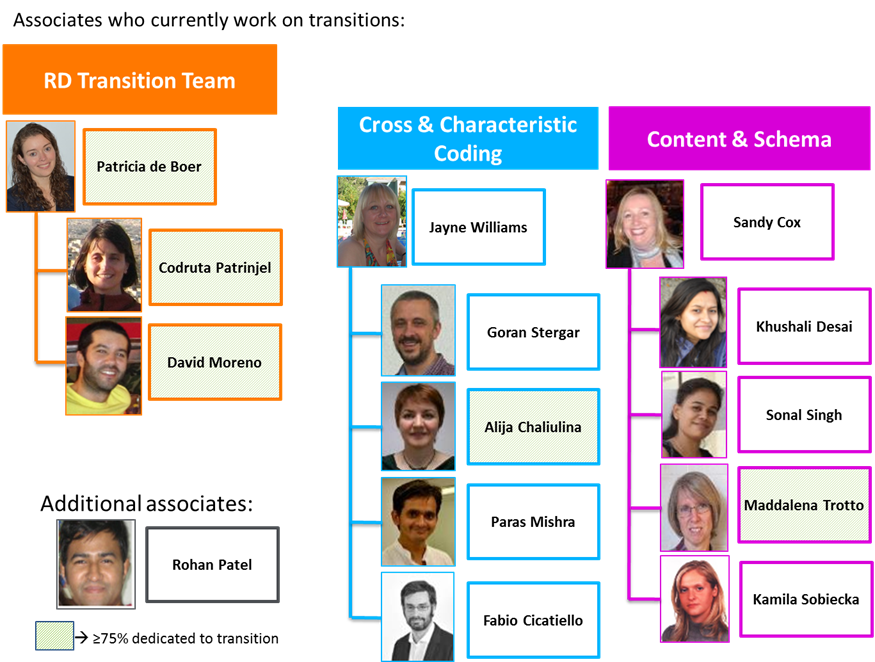 Associates who currently work on transitions:
RD Transition Team
Patricia de Boer
Codruta Patrinjel
David Moreno
Cross & Characteristic
Coding
Jayne Williams
Goran Stergar
Alija Chaliulina
Paras Mishra
Fabio Cicatiello
Content & Schema
Sandy Cox
Khushali Desai
Sonal Singh
Maddalena Trotto
Kamila Sobiecka
Additional associates:
Rohan Patel
→ ≥75% dedicated to transition